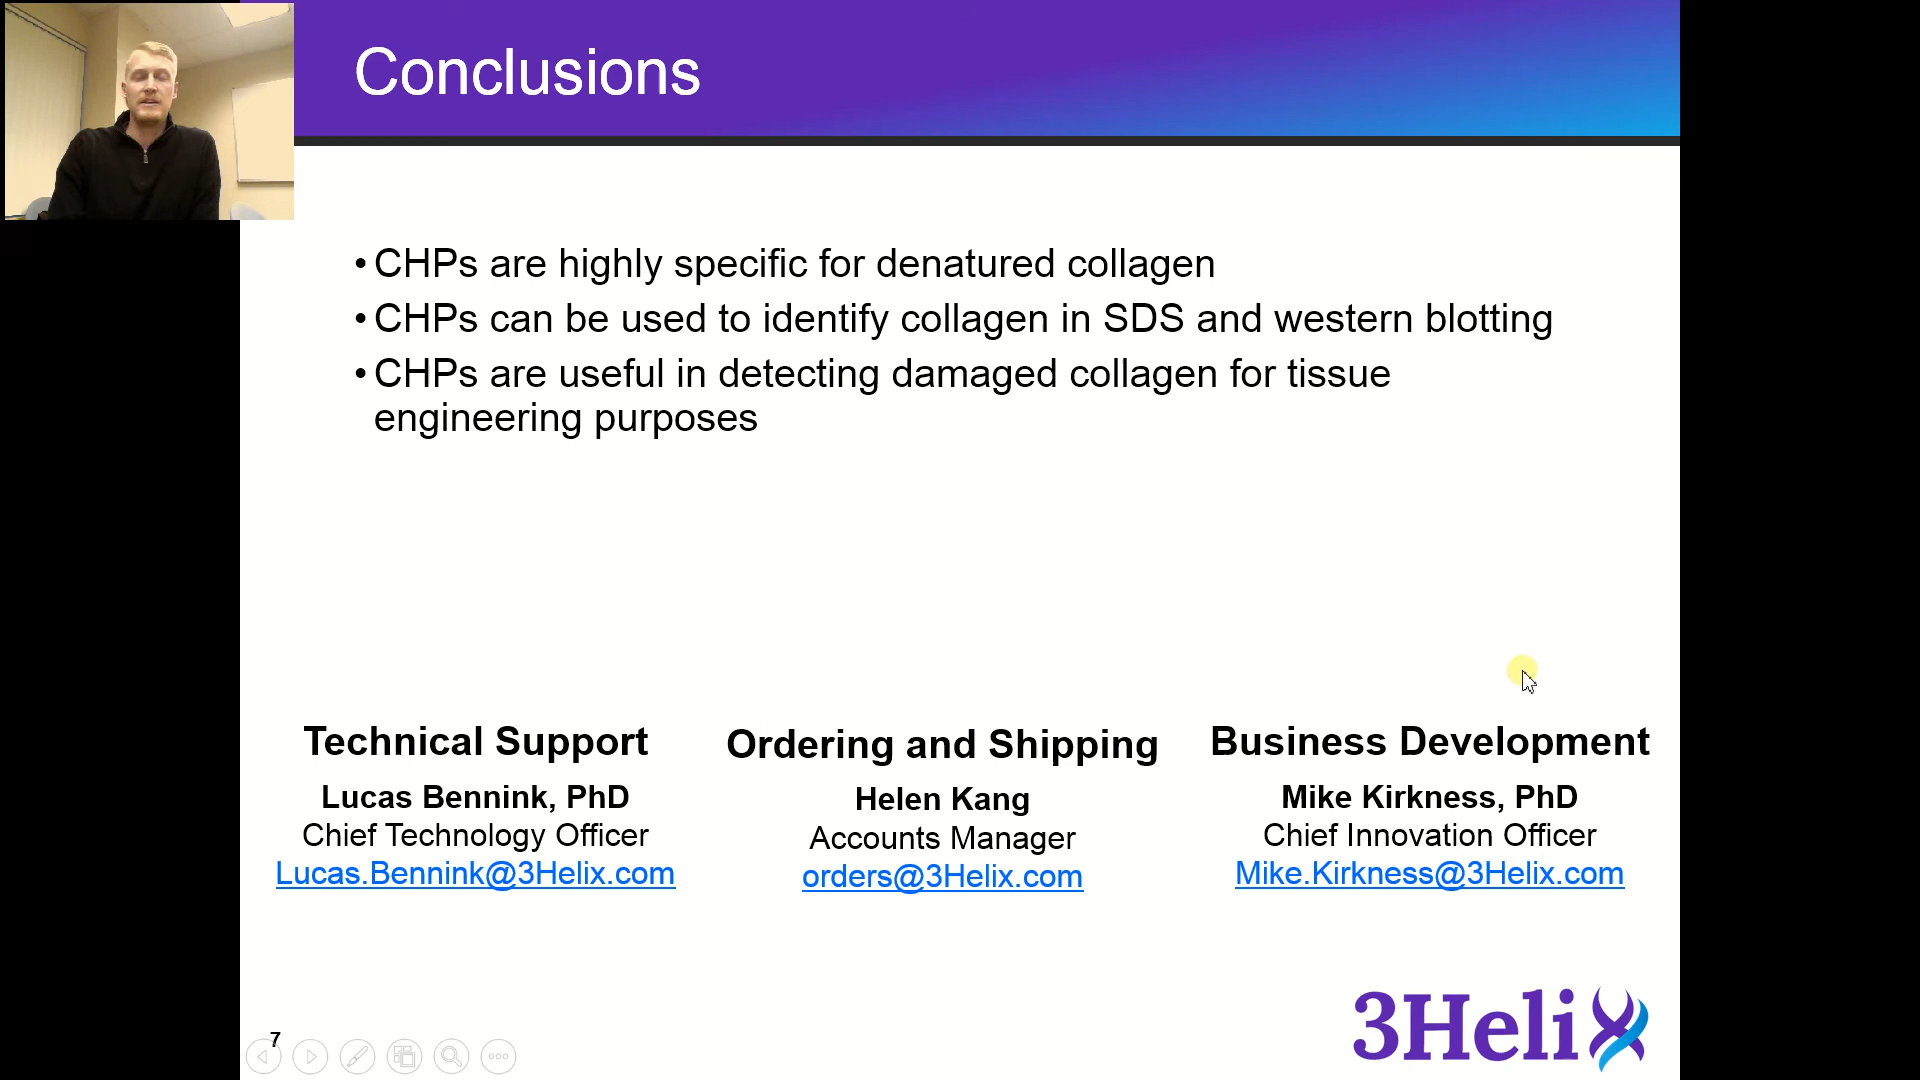 Conclusions
•CHPs are highly specific for denatured collagen
•CHPs can be used to identify collagen in SDS and western blotting
•CHPs are useful in detecting damaged collagen for tissue
engineering purposes
Technical Support
Lucas Bennink, PhD
Chief Technology Officer
Lucas.Bennink@3Helix.com
Ordering and Shipping
Helen Kang
Accounts Manager
orders@3Helix.com
Business Development
Mike Kirkness, PhD
Chief Innovation Officer
Mike.Kirkness@3Helix.com
7
3Helix